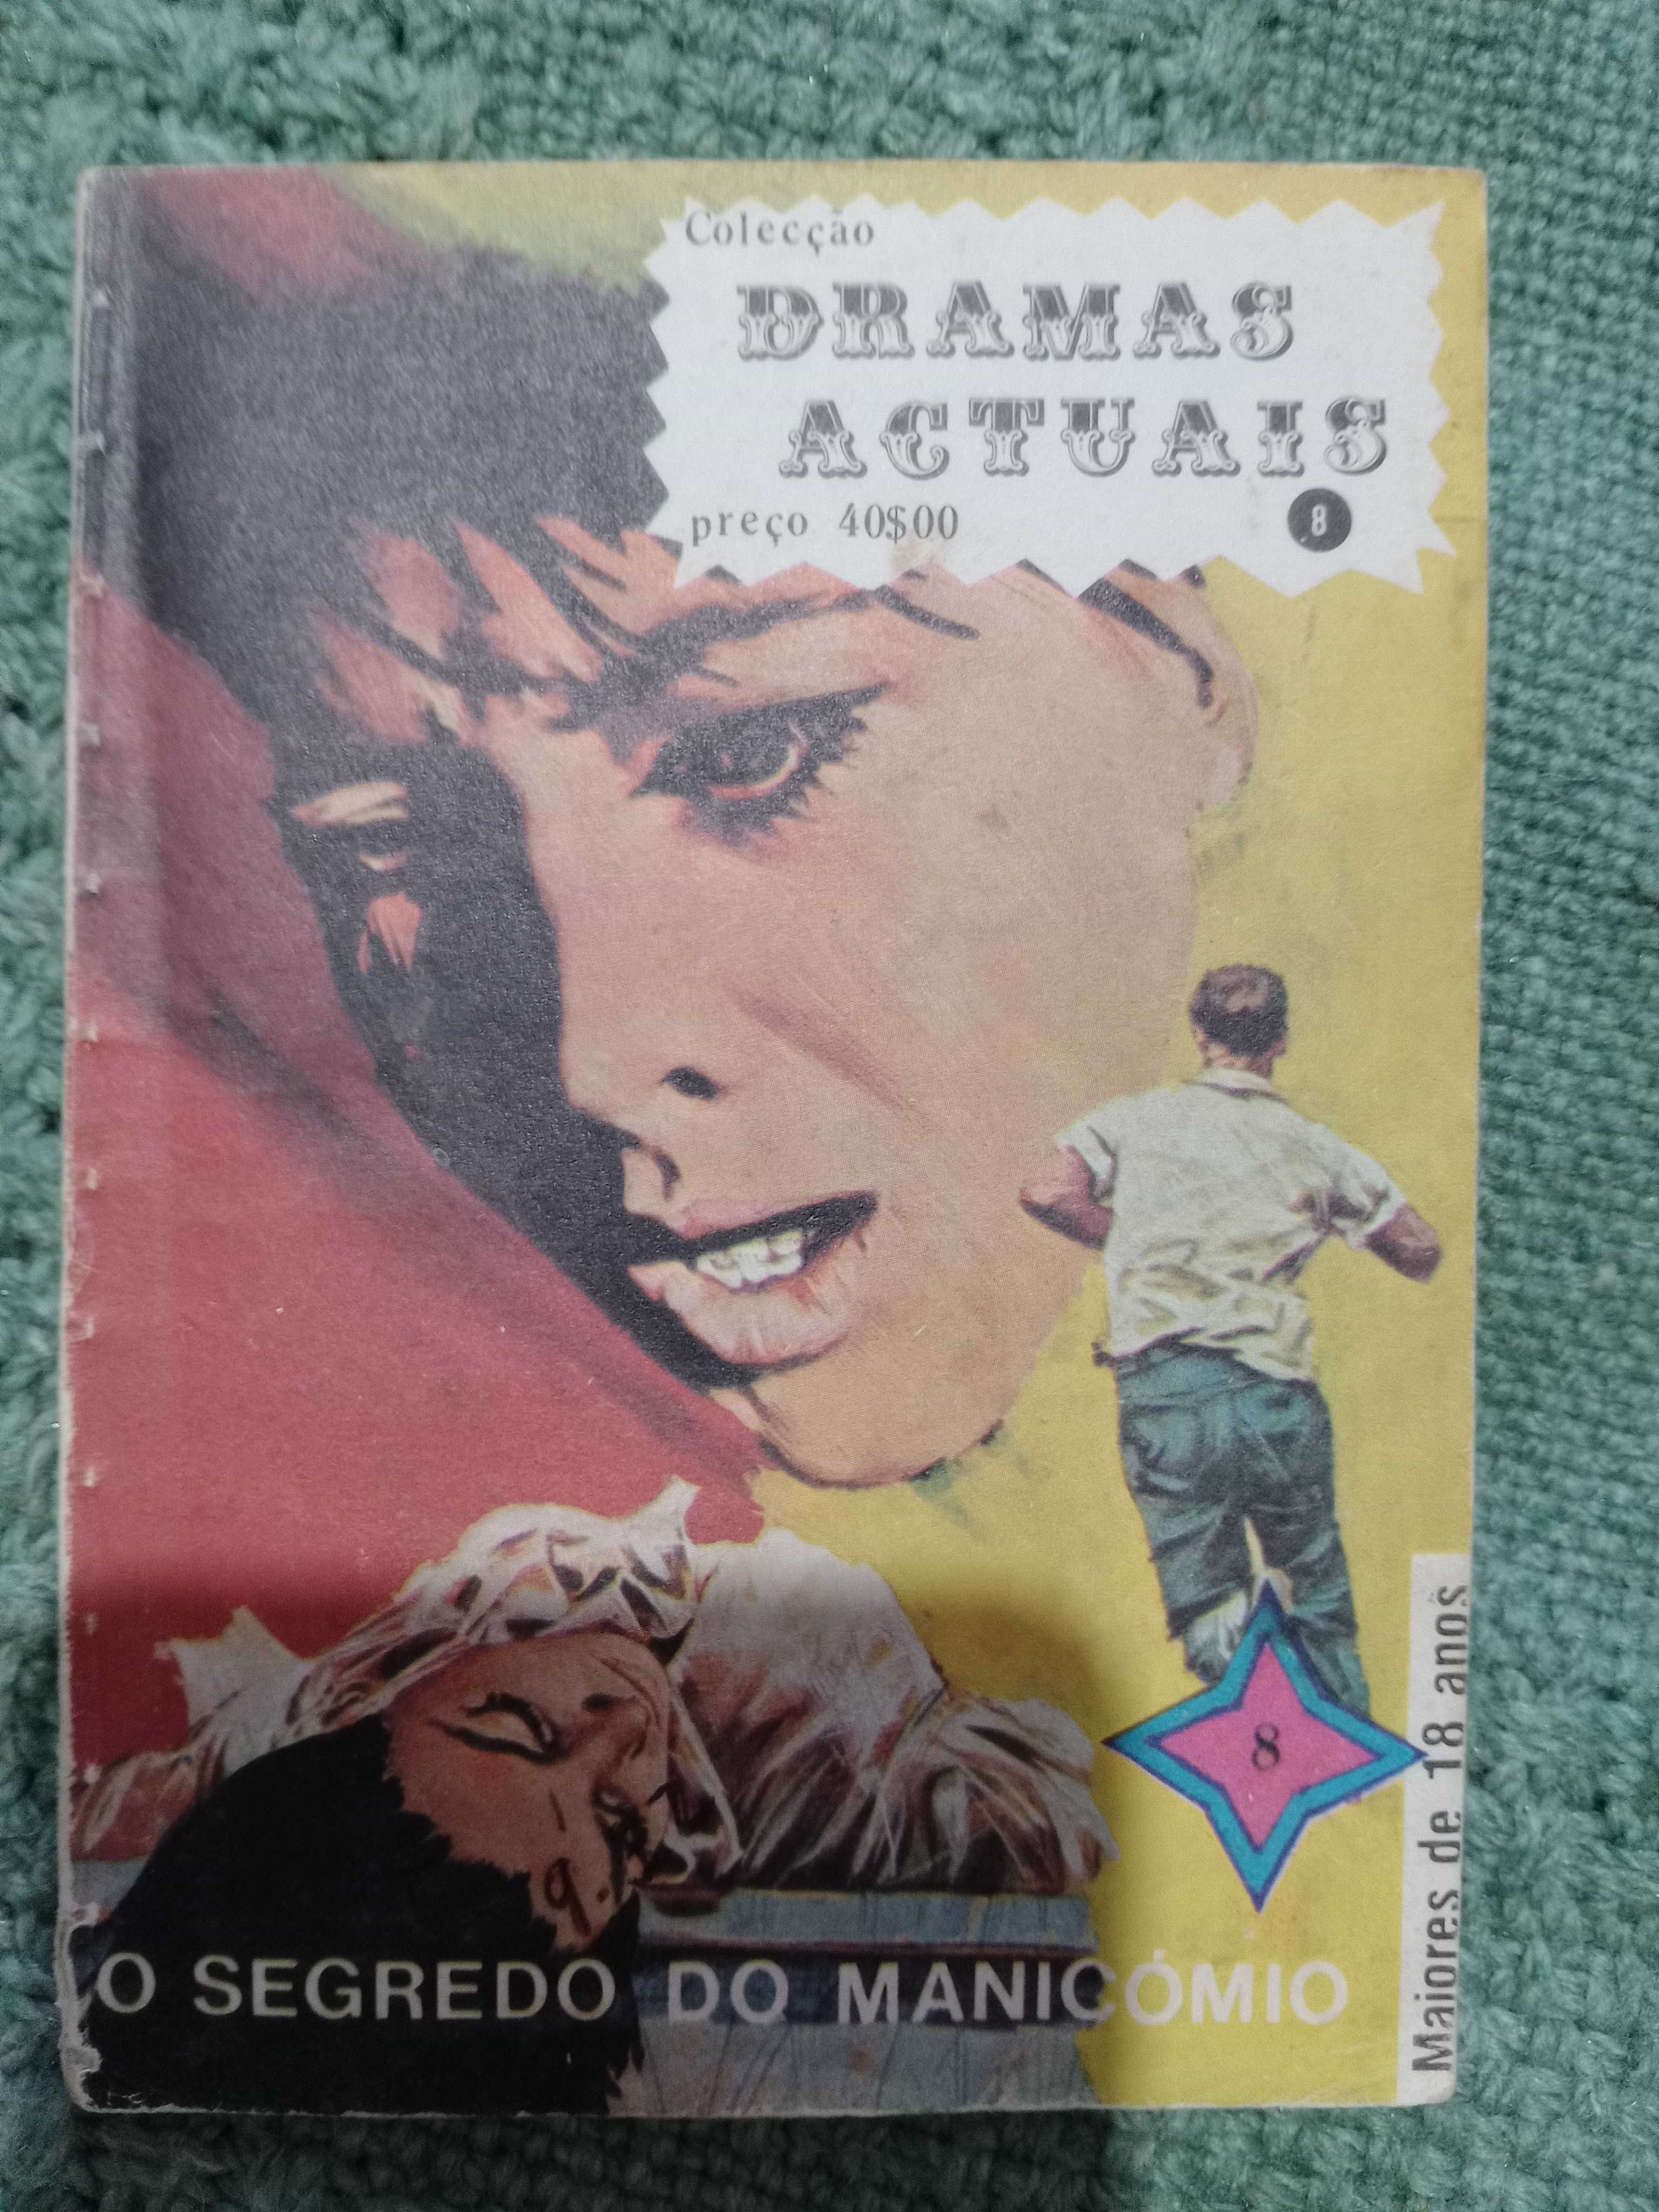 Colecção
DRAMAS
ACTUAIS
preço 40$00
8
8
Maiores de 18 anos
O SEGREDO DO MANICÓMIO